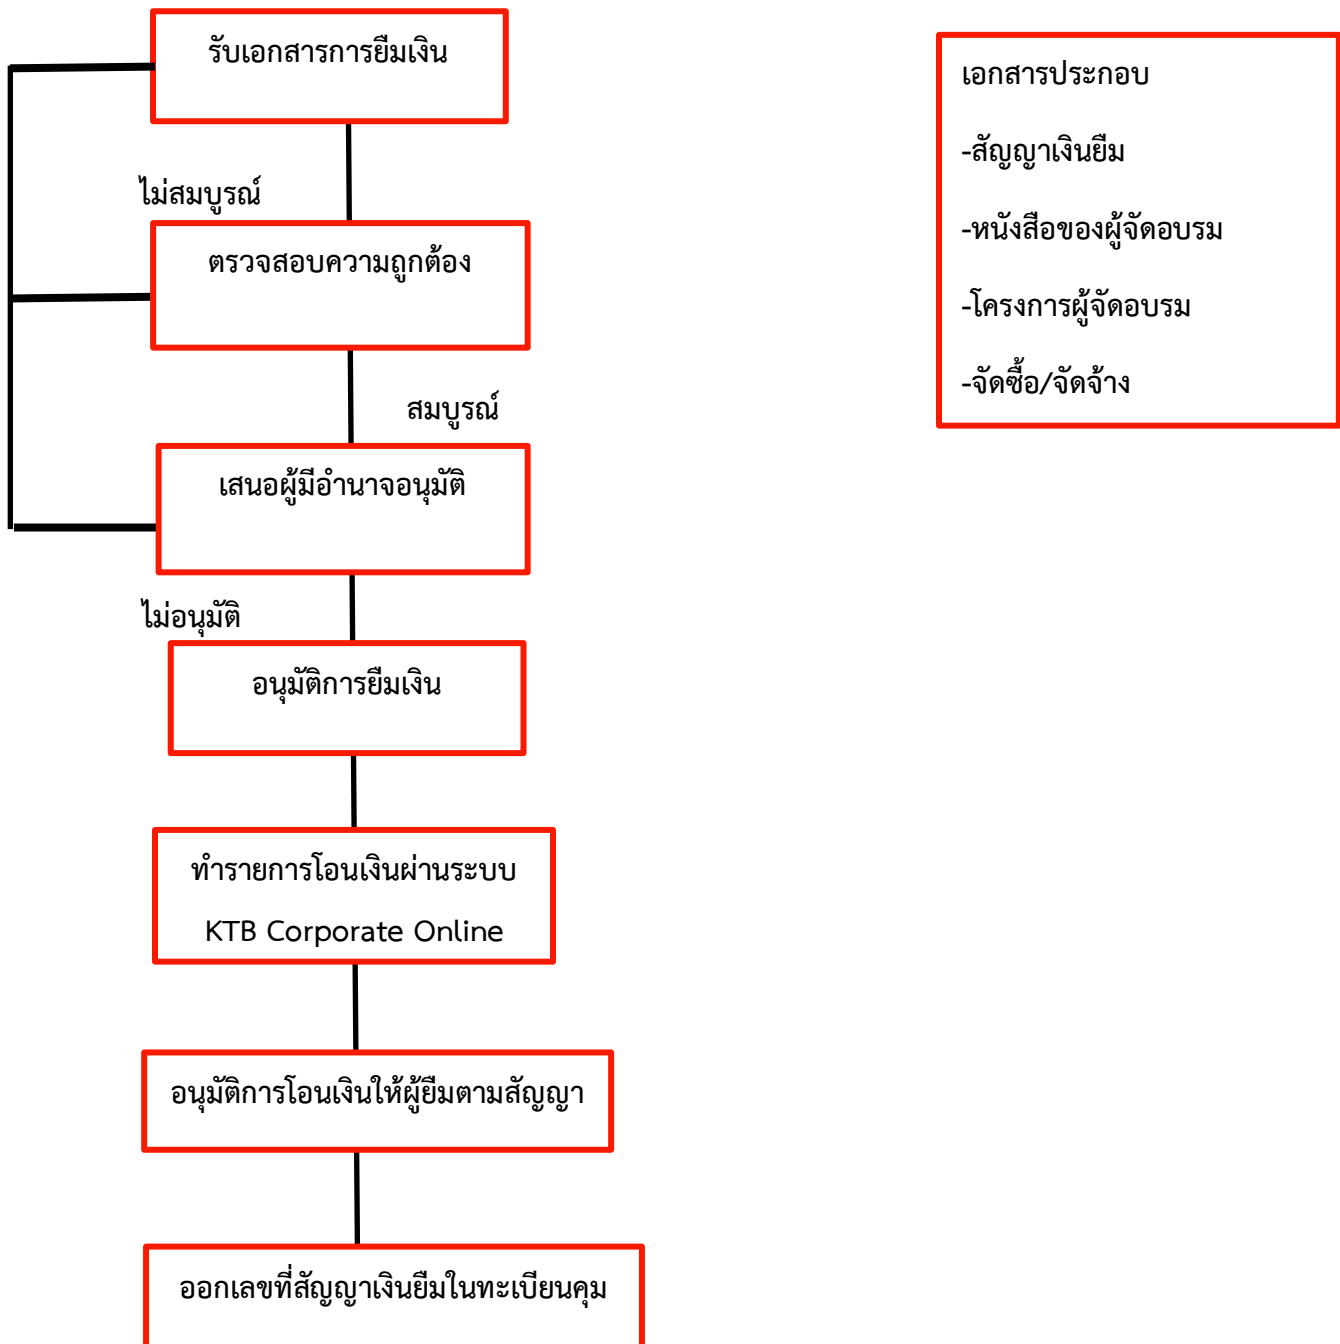 รับเอกสารการยืมเงิน
ไม่สมบูรณ์
ตรวจสอบความถูกต้อง
สมบูรณ์
เสนอผู้มีอำนาจอนุมัติ
ไม่อนุมัติ
อนุมัติการยืมเงิน
ทำรายการโอนเงินผ่านระบบ
KTB Corporate Online
อนุมัติการโอนเงินให้ผู้ยืมตามสัญญา
ออกเลขที่สัญญาเงินยืมในทะเบียนคุม
เอกสารประกอบ
-สัญญาเงินยืม
-หนังสือของผู้จัดอบรม
-โครงการผู้จัดอบรม
-จัดซื้อ/จัดจ้าง